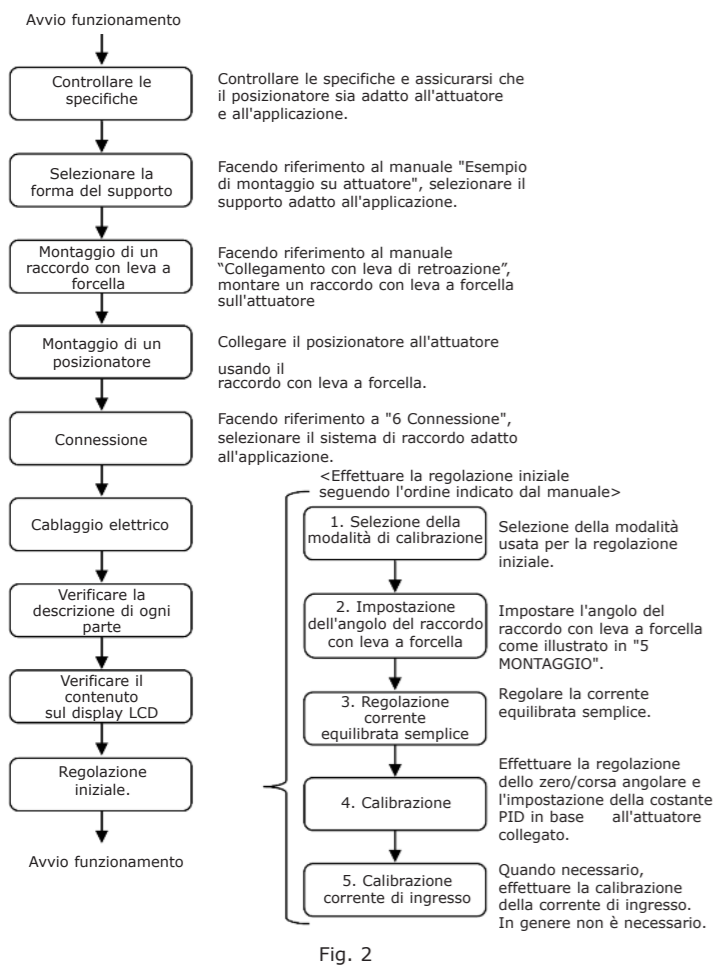 Avvio funzionamento
Controllare le
specifiche
Controllare le specifiche e assicurarsi che
il posizionatore sia adatto all'attuatore
e all'applicazione.
Selezionare la
forma del supporto
Facendo riferimento al manuale "Esempio
di montaggio su attuatore", selezionare il
supporto adatto all'applicazione.
Montaggio di un
raccordo con leva a
forcella
Facendo riferimento al manuale
“Collegamento con leva di retroazione”,
montare un raccordo con leva a forcella
sull'attuatore
Montaggio di un
posizionatore
Collegare il posizionatore all'attuatore
usando il
raccordo con leva a forcella.
Connessione
Facendo riferimento a "6 Connessione",
selezionare il sistema di raccordo adatto
all'applicazione.
Cablaggio elettrico
Verificare la
descrizione di ogni
parte
Verificare il
contenuto
sul display LCD
Regolazione
iniziale.
Avvio funzionamento
<Effettuare la regolazione iniziale
seguendo l'ordine indicato dal manuale>
1. Selezione della
modalità di calibrazione
Selezione della modalità
usata per la regolazione
iniziale.
2. Impostazione
dell'angolo del raccordo
con leva a forcella
Impostare l'angolo del
raccordo con leva a forcella
come illustrato in "5
MONTAGGIO".
3. Regolazione
corrente
equilibrata semplice
Regolare la corrente
equilibrata semplice.
4. Calibrazione
Effettuare la regolazione
dello zero/corsa angolare e
l'impostazione della costante
PID in base all'attuatore
collegato.
5. Calibrazione
corrente di ingresso
Quando necessario,
effettuare la calibrazione
della corrente di ingresso.
In genere non è necessario.
Fig. 2